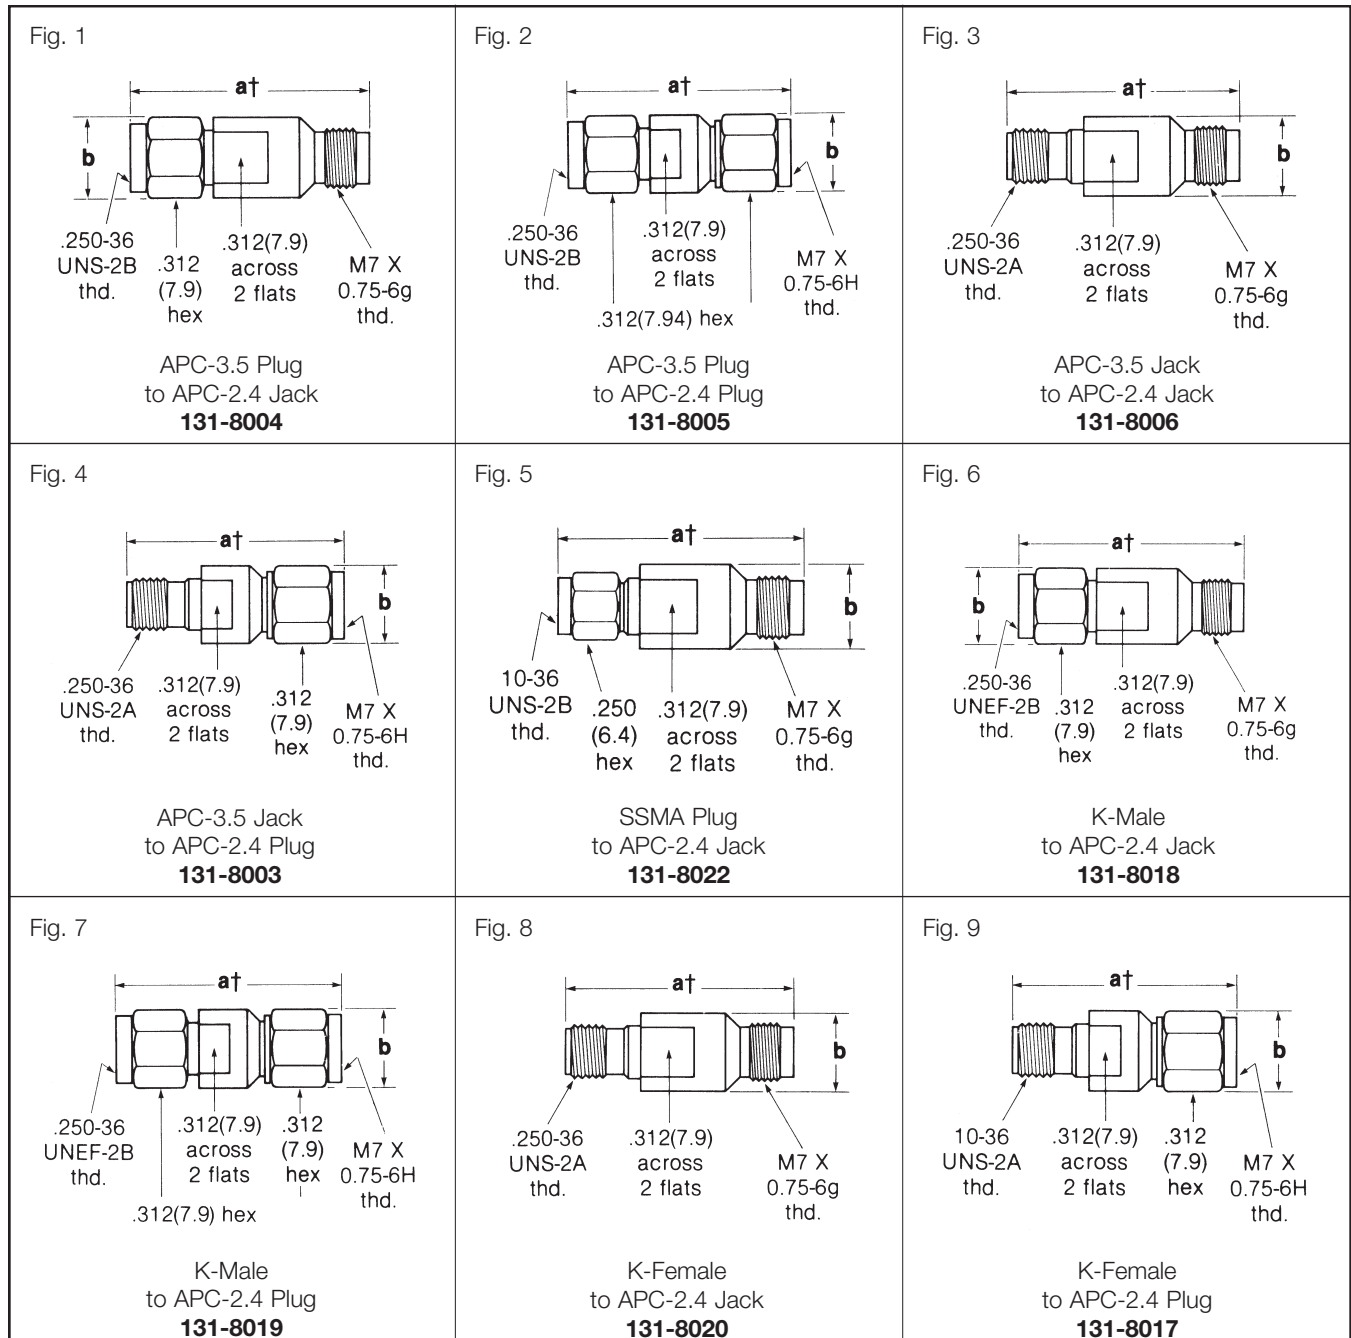 Fig. 1
a†
b
.250-36
UNS-2B
thd.
.312
(7.9)
hex
.312(7.9)
across
2 flats
M7 X
0.75-6g
thd.
APC-3.5 Plug
to APC-2.4 Jack
131-8004
Fig. 2
a†
b
.250-36
UNS-2B
thd.
.312(7.9)
across
2 flats
M7 X
0.75-6H
thd.
.312(7.94) hex
APC-3.5 Plug
to APC-2.4 Plug
131-8005
Fig. 3
a†
b
.250-36
UNS-2A
thd.
.312(7.9)
across
2 flats
M7 X
0.75-6g
thd.
APC-3.5 Jack
to APC-2.4 Jack
131-8006
Fig. 4
a†
b
.250-36
UNS-2A
thd.
.312(7.9)
across
2 flats
.312
(7.9)
hex
M7 X
0.75-6H
thd.
APC-3.5 Jack
to APC-2.4 Plug
131-8003
Fig. 5
a†
b
10-36
UNS-2B
thd.
.250
(6.4)
hex
.312(7.9)
across
2 flats
M7 X
0.75-6g
thd.
SSMA Plug
to APC-2.4 Jack
131-8022
Fig. 6
a†
b
.250-36
UNEF-2B
thd.
.312
(7.9)
hex
.312(7.9)
across
2 flats
M7 X
0.75-6g
thd.
K-Male
to APC-2.4 Jack
131-8018
Fig. 7
a†
b
.250-36
UNEF-2B
thd.
.312(7.9)
across
2 flats
.312
(7.9)
hex
M7 X
0.75-6H
thd.
.312(7.9) hex
K-Male
to APC-2.4 Plug
131-8019
Fig. 8
a†
b
.250-36
UNS-2A
thd.
.312(7.9)
across
2 flats
M7 X
0.75-6g
thd.
K-Female
to APC-2.4 Jack
131-8020
Fig. 9
a†
b
10-36
UNS-2A
thd.
.312(7.9)
across
2 flats
.312
(7.9)
hex
M7 X
0.75-6H
thd.
K-Female
to APC-2.4 Plug
131-8017